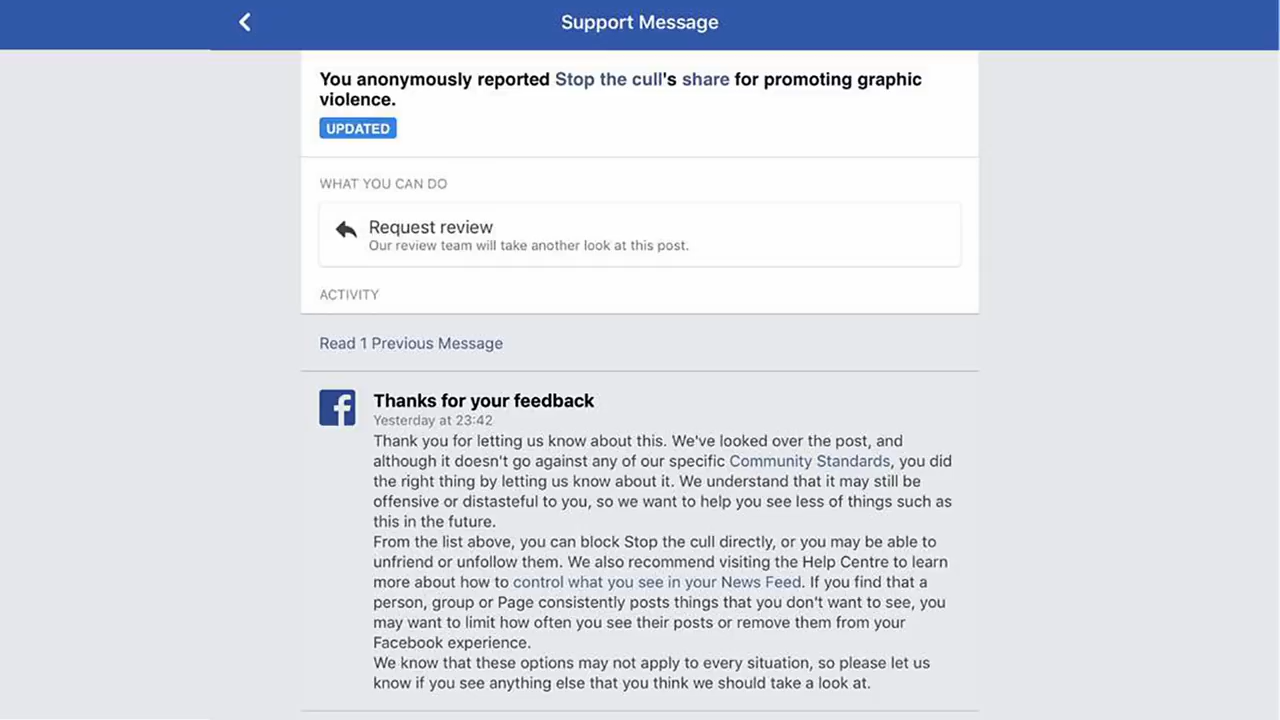 Support Message
You anonymously reported Stop the cull's share for promoting graphic
violence.
UPDATED
WHAT YOU CAN DO
Request review
Our review team will take another look at this post.
ACTIVITY
Read 1 Previous Message
Thanks for your feedback
Yesterday at 23:42
Thank you for letting us know about this. We've looked over the post, and
although it doesn't go against any of our specific Community Standards, you did
the right thing by letting us know about it. We understand that it may still be
offensive or distasteful to you, so we want to help you see less of things such as
this in the future.
From the list above, you can block Stop the cull directly, or you may be able to
unfriend or unfollow them. We also recommend visiting the Help Centre to learn
more about how to control what you see in your News Feed. If you find that a
person, group or Page consistently posts things that you don't want to see, you
may want to limit how often you see their posts or remove them from your
Facebook experience.
We know that these options may not apply to every situation, so please let us
know if you see anything else that you think we should take a look at.